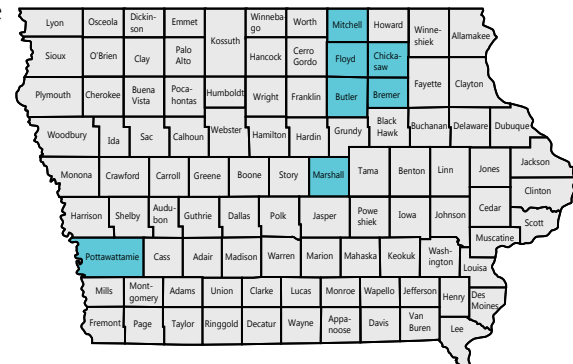 e
Lyon Osceola Dickin-
son Emmet Winneba-
go Worth Mitchell Howard
Kossuth Winne-
shiek Allamakee
Sioux O'Brien Clay Palo
Alto Hancock Cerro
Gordo Floyd Chicka-
saw
Plymouth Cherokee Buena
Vista Poca-
hontas Humboldt Wright Franklin Butler Bremer Fayette Clayton
Woodbury Ida Sac Calhoun Webster Hamilton Hardin Grundy Black
Hawk Buchanan Delaware Dubuque
Monona Crawford Carroll Greene Boone Story Marshall Tama Benton Linn Jones Jackson
Clinton
Harrison Shelby Audu-
bon Guthrie Dallas Polk Jasper Powe
shiek Iowa Johnson Cedar Scott
Muscatine
Pottawattamie Cass Adair Madison Warren Marion Mahaska Keokuk Wash-
ington Louisa
Mills Mont-
gomery Adams Union Clarke Lucas Monroe Wapello Jefferson Henry Des
Moines
Fremont Page Taylor Ringgold Decatur Wayne Appa-
noose Davis Van
Buren Lee